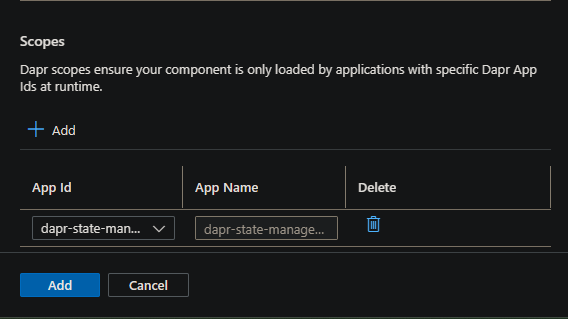 Scopes
Dapr scopes ensure your component is only loaded by applications with specific Dapr App
Ids at runtime.
Add
App Id App Name Delete
dapr-state-man... dapr-state-manage...
Add Cancel